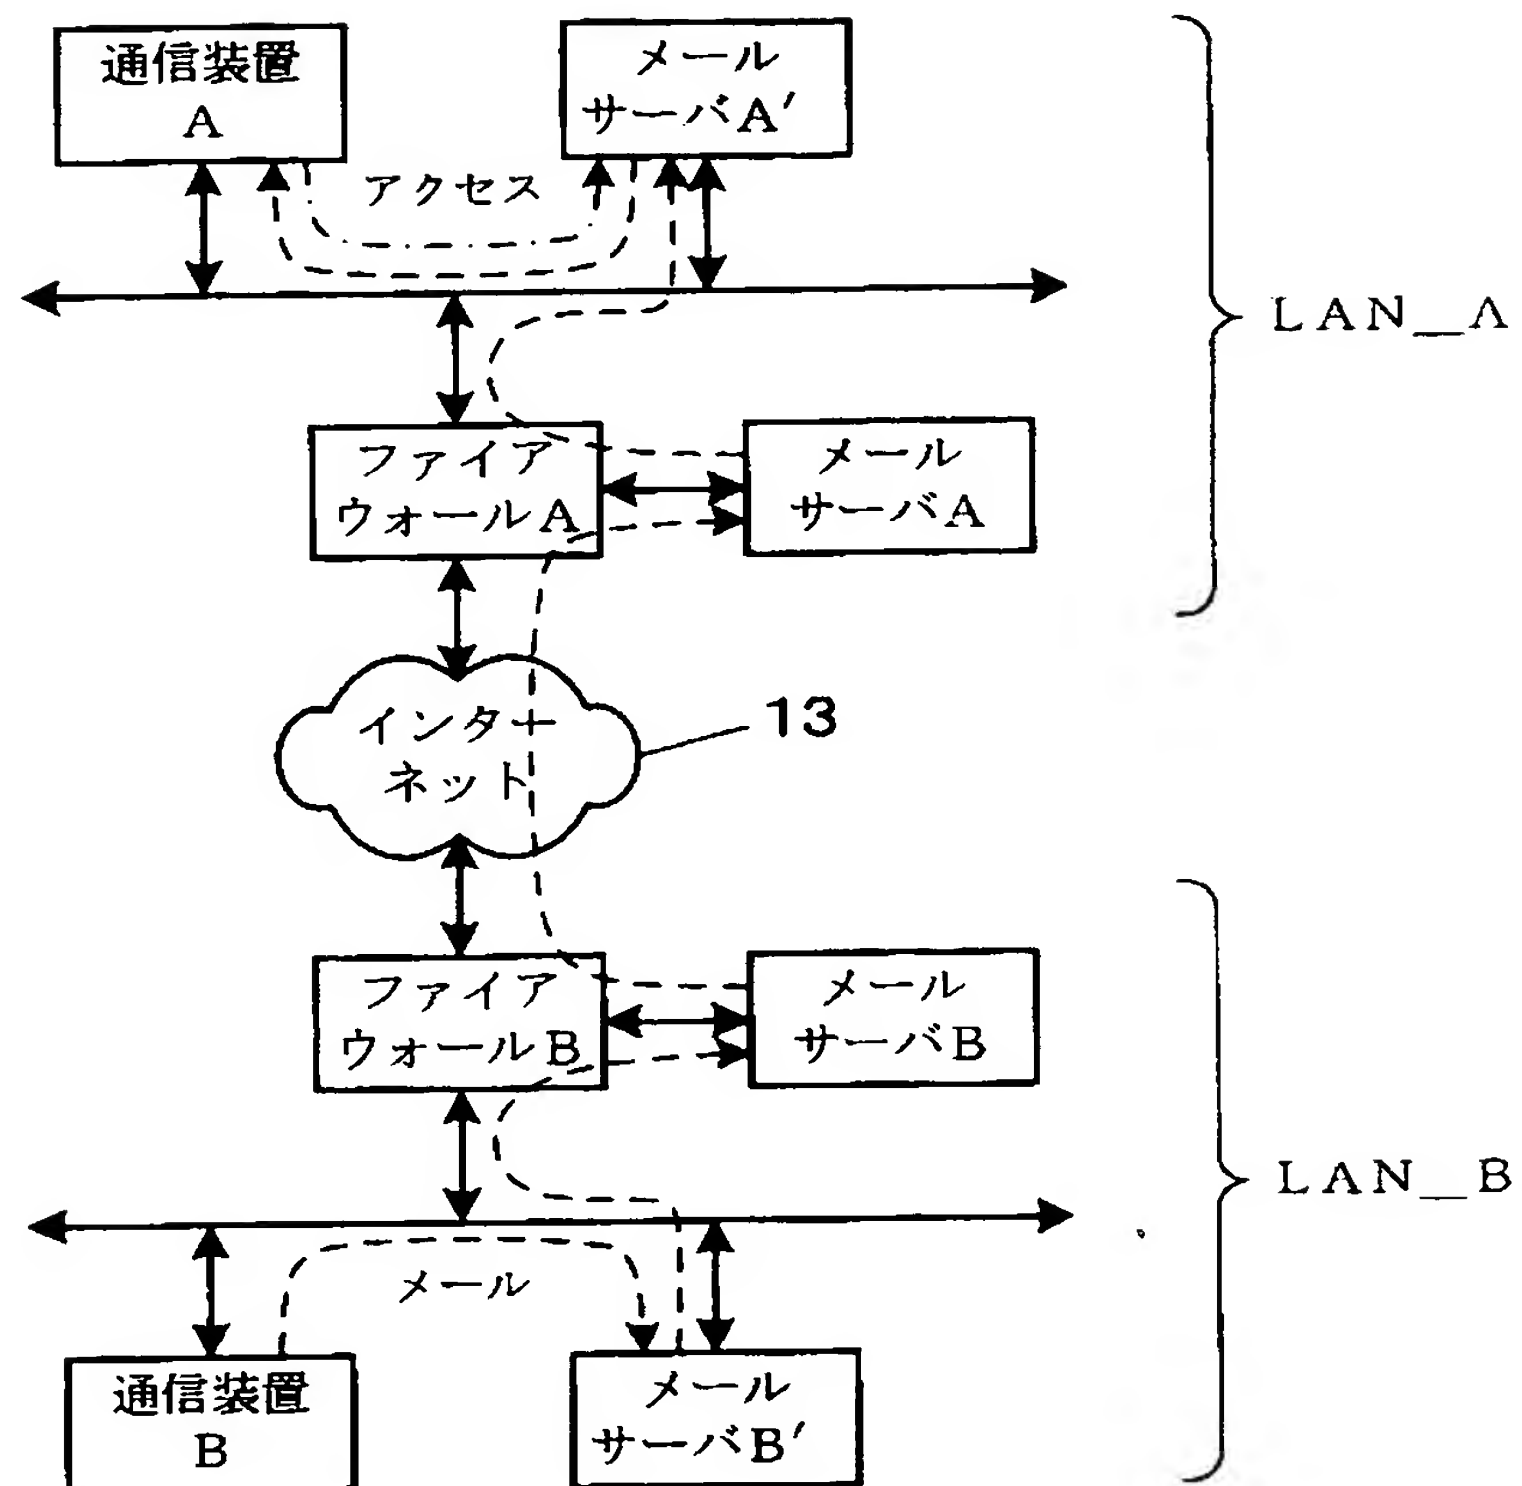 通信装置
A
メール
サーバA′
アクセス
LAN__A
ファイア
ウォールA
メール
サーバA
インター
ネット
13
ファイア
ウォールB
メール
サーバB
LAN__B
メール
通信装置
B
メール
サーバB′